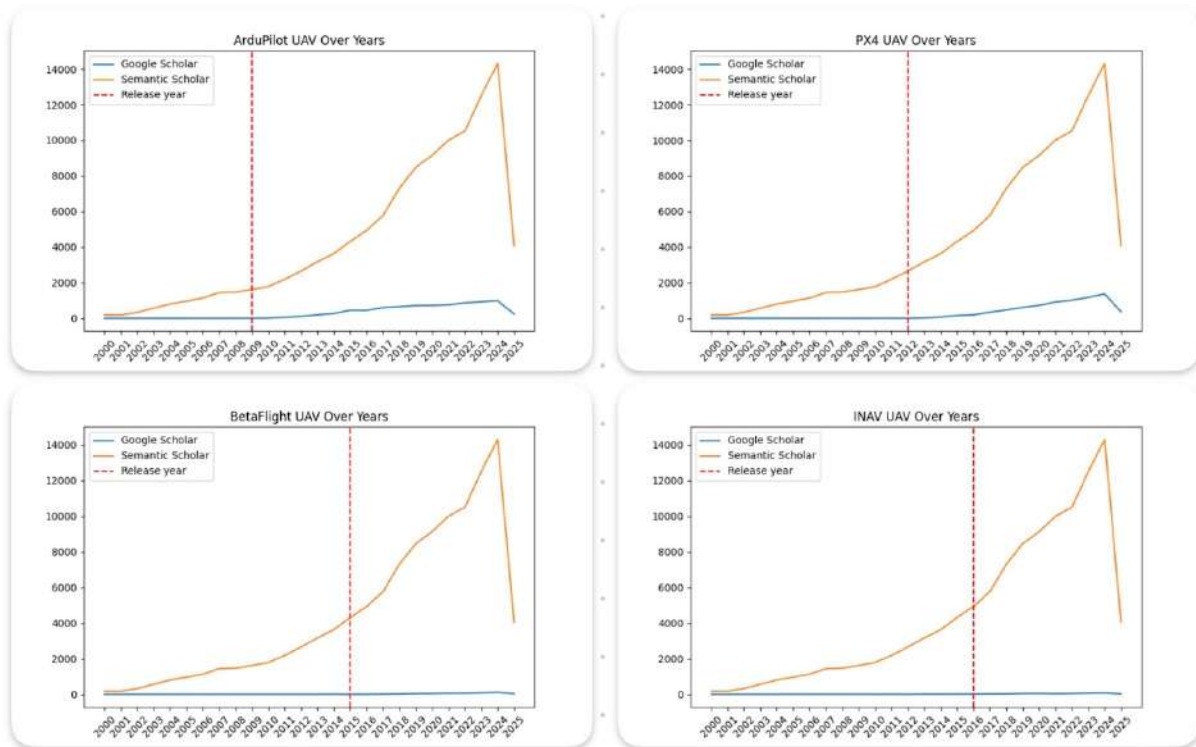 ArduPilot UAV Over Years
Google Scholar
Semantic Scholar
Release year
14000
12000
10000
8000
6000
4000
2000
0
2000 2001 2002 2003 2004 2005 2006 2007 2008 2009 2010 2011 2012 2013 2014 2015 2016 2017 2018 2019 2020 2021 2022 2023 2024 2025
PX4 UAV Over Years
Google Scholar
Semantic Scholar
Release year
14000
12000
10000
8000
6000
4000
2000
0
2000 2001 2002 2003 2004 2005 2006 2007 2008 2009 2010 2011 2012 2013 2014 2015 2016 2017 2018 2019 2020 2021 2022 2023 2024 2025
BetaFlight UAV Over Years
Google Scholar
Semantic Scholar
Release year
14000
12000
10000
8000
6000
4000
2000
0
2000 2001 2002 2003 2004 2005 2006 2007 2008 2009 2010 2011 2012 2013 2014 2015 2016 2017 2018 2019 2020 2021 2022 2023 2024 2025
INAV UAV Over Years
Google Scholar
Semantic Scholar
Release year
14000
12000
10000
8000
6000
4000
2000
0
2000 2001 2002 2003 2004 2005 2006 2007 2008 2009 2010 2011 2012 2013 2014 2015 2016 2017 2018 2019 2020 2021 2022 2023 2024 2025